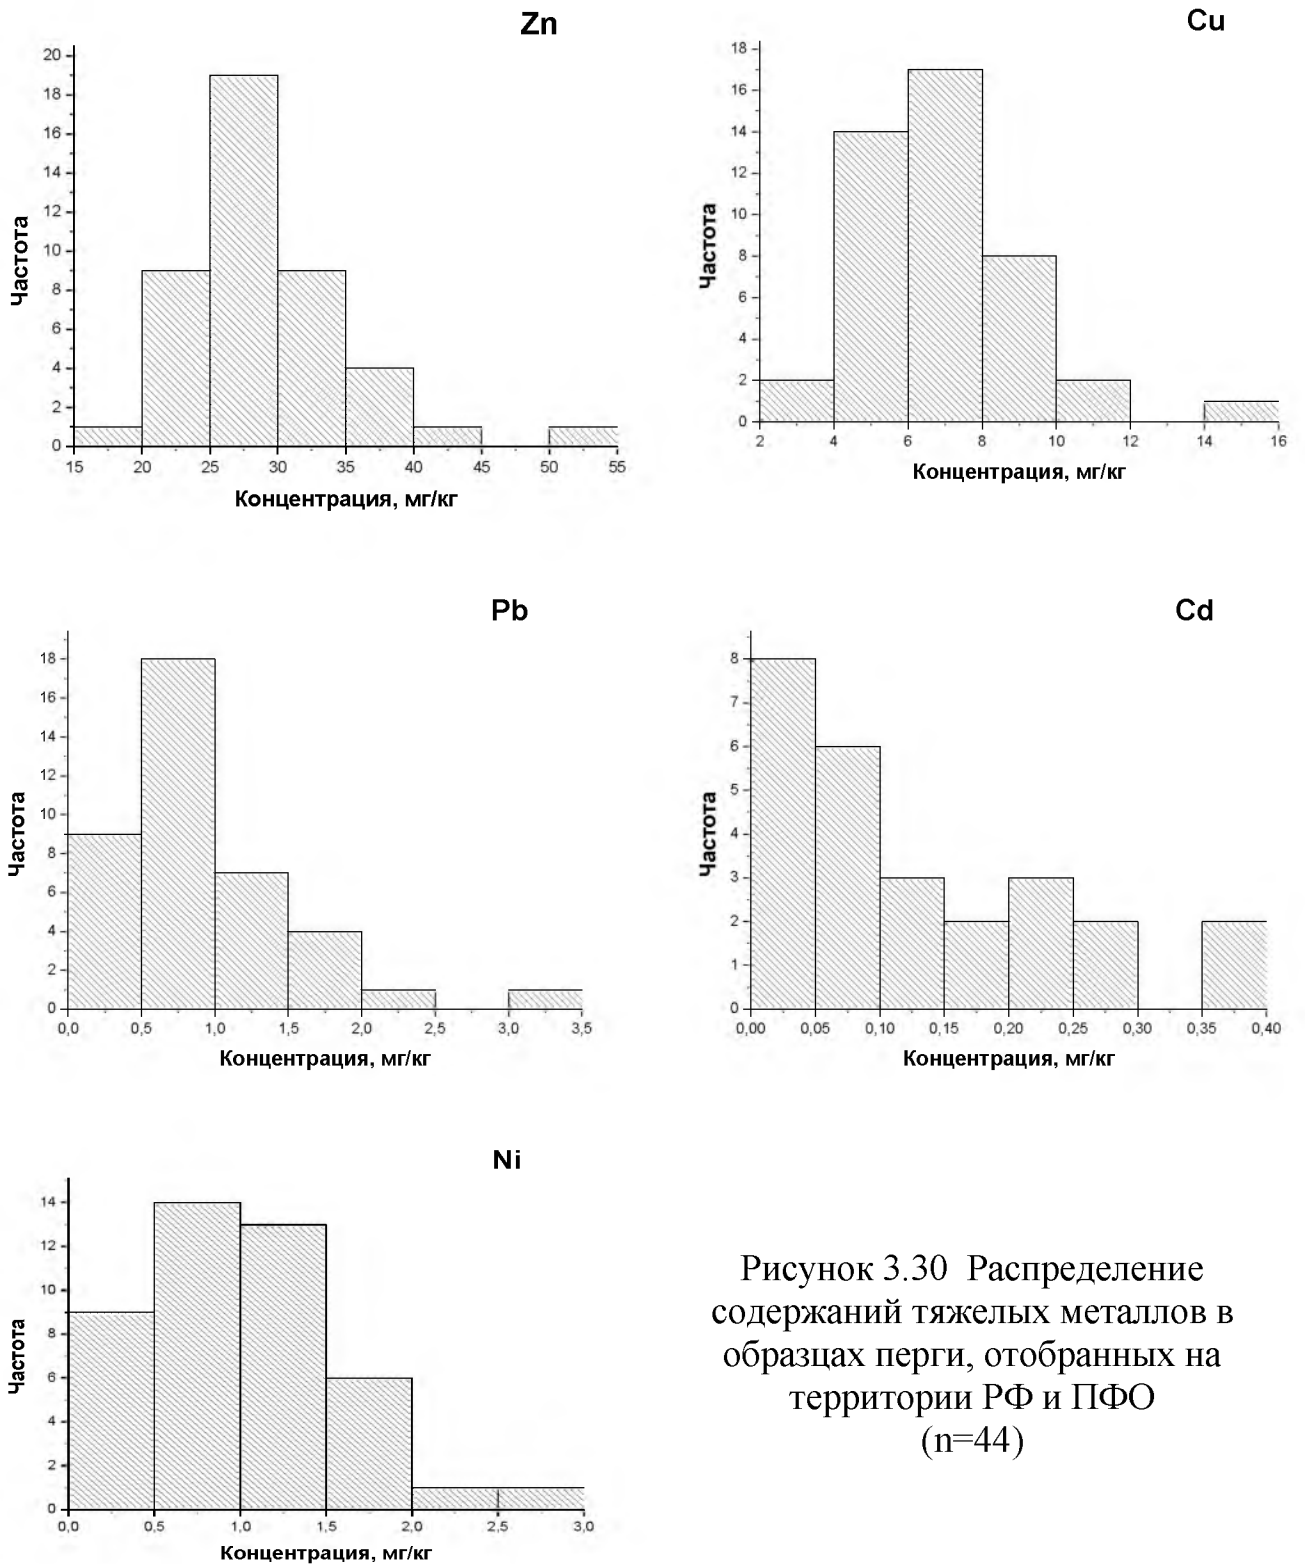 Zn
20
18
16
14
12
10
8
6
4
2
0
Частота
15 20 25 30 35 40 45 50 55
Концентрация, мг/кг
Cu
18
16
14
12
10
8
6
4
2
0
Частота
2 4 6 8 10 12 14 16
Концентрация, мг/кг
Pb
18
16
14
12
10
8
6
4
2
0
Частота
0,0 0,5 1,0 1,5 2,0 2,5 3,0 3,5
Концентрация, мг/кг
Cd
8
7
6
5
4
3
2
1
0
Частота
0,00 0,05 0,10 0,15 0,20 0,25 0,30 0,35 0,40
Концентрация, мг/кг
Ni
14
12
10
8
6
4
2
0
Частота
0,0 0,5 1,0 1,5 2,0 2,5 3,0
Концентрация, мг/кг
Рисунок 3.30 Распределение
содержаний тяжелых металлов в
образцах перги, отобранных на
территории РФ и ПФО
(n=44)